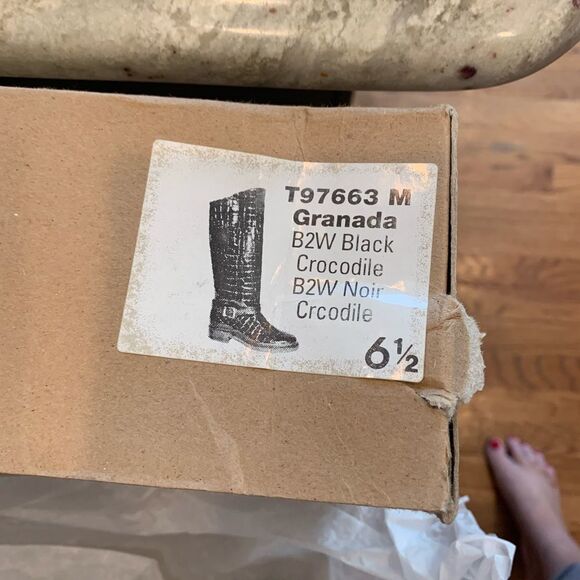 T97663 M
Granada
B2W Black
Crocodile
B2W Noir
Crcodile
6½